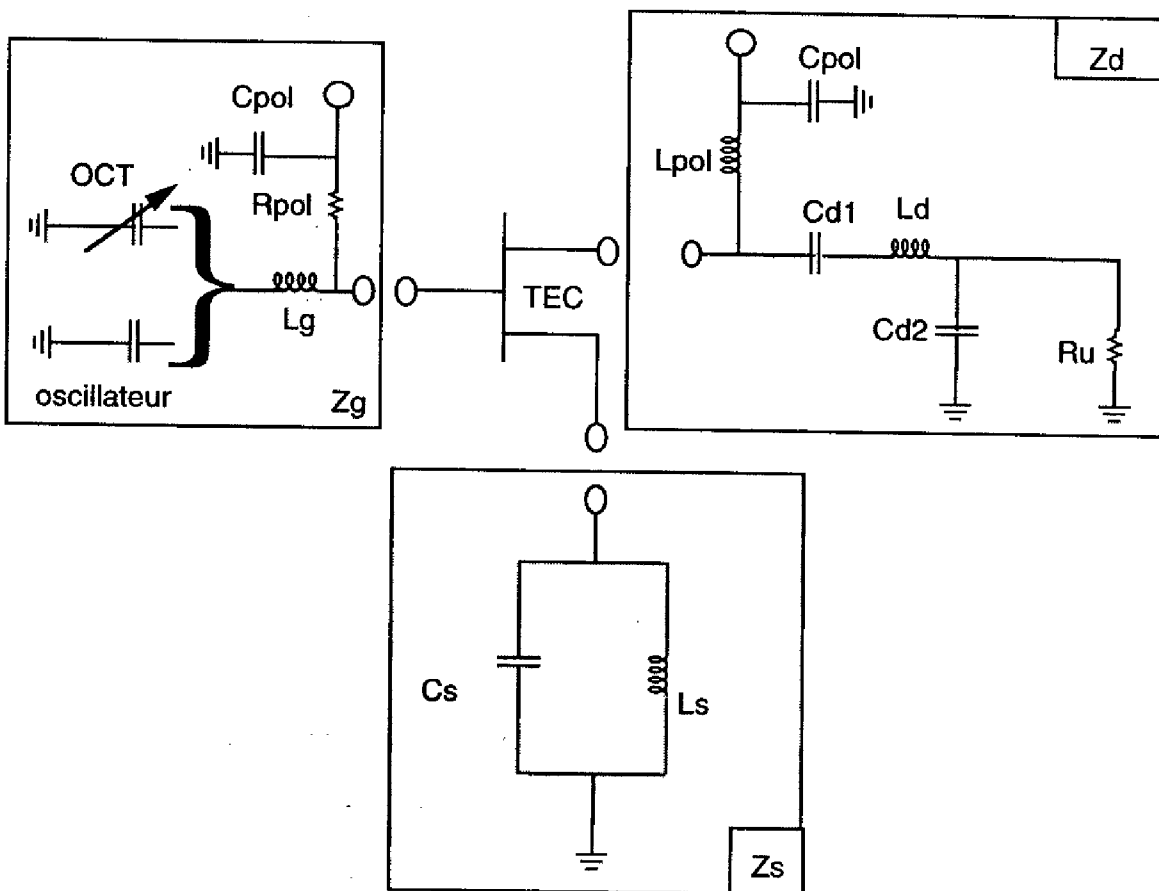 Cpol
OCT
Rpol
Lg
oscillateur
Zg
TEC
Zd
Cpol
Lpol
Cd1
Ld
Cd2
Ru
Cs
Ls
Zs